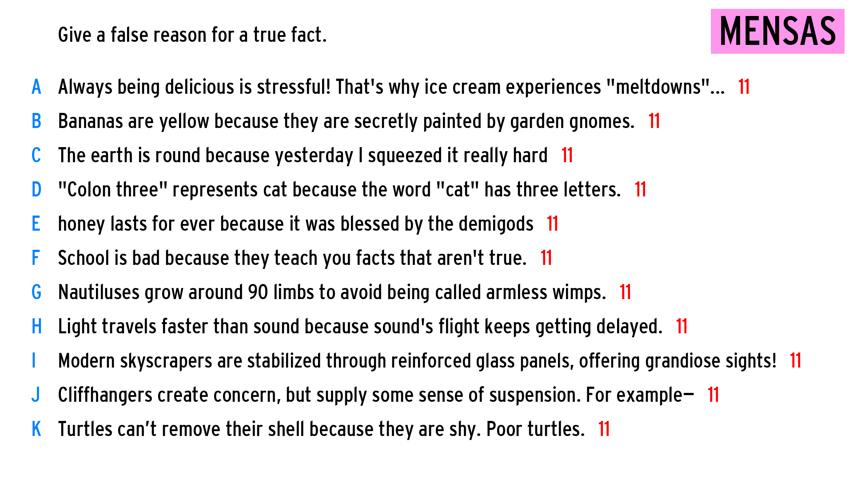 Give a false reason for a true fact.
MENSAS
A Always being delicious is stressful! That's why ice cream experiences "meltdowns"... 11
B Bananas are yellow because they are secretly painted by garden gnomes. 11
C The earth is round because yesterday I squeezed it really hard 11
D "Colon three" represents cat because the word "cat" has three letters. 11
E honey lasts for ever because it was blessed by the demigods 11
F School is bad because they teach you facts that aren't true. 11
G Nautiluses grow around 90 limbs to avoid being called armless wimps. 11
H Light travels faster than sound because sound's flight keeps getting delayed. 11
I Modern skyscrapers are stabilized through reinforced glass panels, offering grandiose sights! 11
J Cliffhangers create concern, but supply some sense of suspension. For example— 11
K Turtles can’t remove their shell because they are shy. Poor turtles. 11